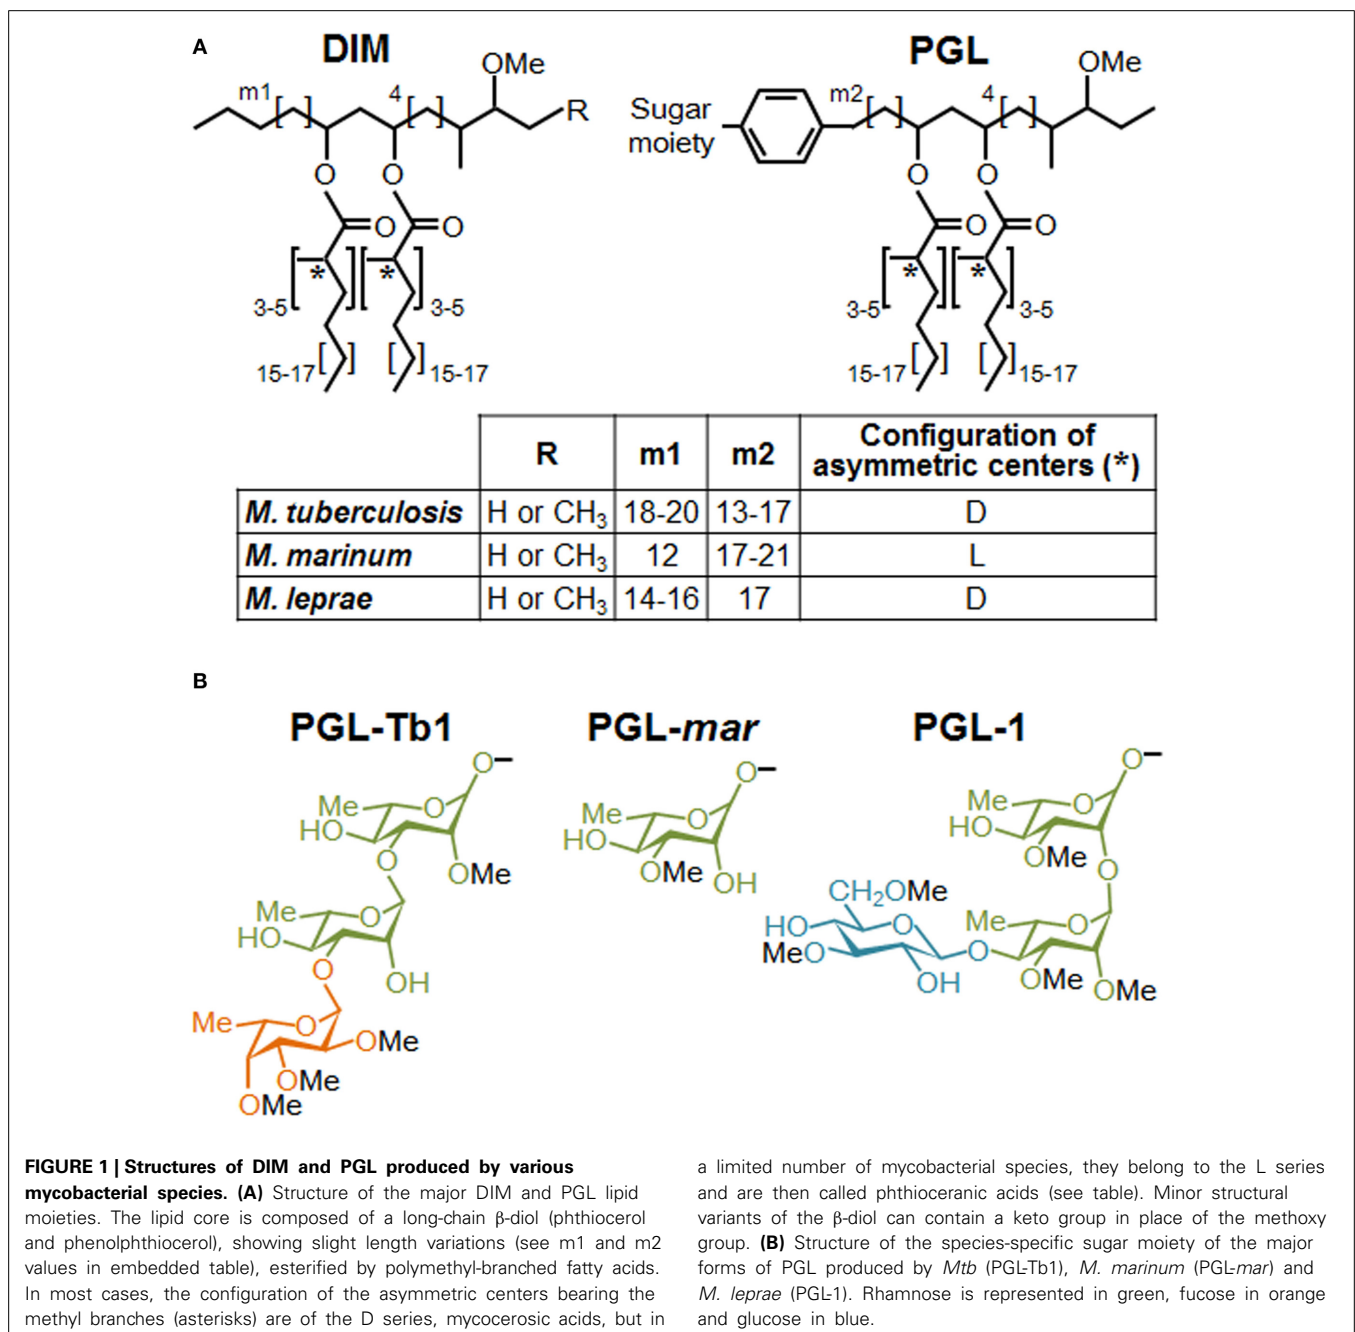 A
DIM
PGL
OMe
OMe
m1
4
R
Sugar
moiety
m2
4
O
O
O
O
O
O
O
O
*
*
*
*
3-5
3-5
3-5
3-5
15-17
15-17
15-17
15-17
R m1 m2 Configuration of
asymmetric centers (*)
M. tuberculosis H or CH₃ 18-20 13-17 D
M. marinum H or CH₃ 12 17-21 L
M. leprae H or CH₃ 14-16 17 D
B
PGL-Tb1
PGL-mar
PGL-1
O
Me
O
HO
O
OMe
Me
O
HO
O
OH
Me
O
OMe
OMe
OMe
O
Me
O
HO
OMe
OH
O
Me
O
HO
OMe
O
CH₂OMe
HO
O
MeO
OH
O
Me
O
OMe
OMe
FIGURE 1 | Structures of DIM and PGL produced by various
mycobacterial species. (A) Structure of the major DIM and PGL lipid
moieties. The lipid core is composed of a long-chain β-diol (phthiocerol
and phenolphthiocerol), showing slight length variations (see m1 and m2
values in embedded table), esterified by polymethyl-branched fatty acids.
In most cases, the configuration of the asymmetric centers bearing the
methyl branches (asterisks) are of the D series, mycocerosic acids, but in
a limited number of mycobacterial species, they belong to the L series
and are then called phthioceranic acids (see table). Minor structural
variants of the β-diol can contain a keto group in place of the methoxy
group. (B) Structure of the species-specific sugar moiety of the major
forms of PGL produced by Mtb (PGL-Tb1), M. marinum (PGL-mar) and
M. leprae (PGL-1). Rhamnose is represented in green, fucose in orange
and glucose in blue.